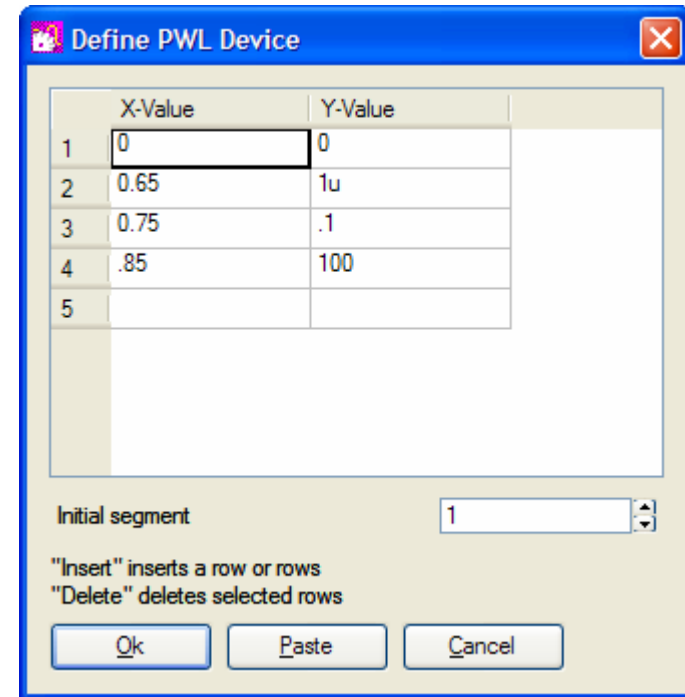 Define PWL Device
X-Value Y-Value
1 0 0
2 0.65 1u
3 0.75 .1
4 .85 100
5
Initial segment 1
"Insert" inserts a row or rows
"Delete" deletes selected rows
Ok Paste Cancel